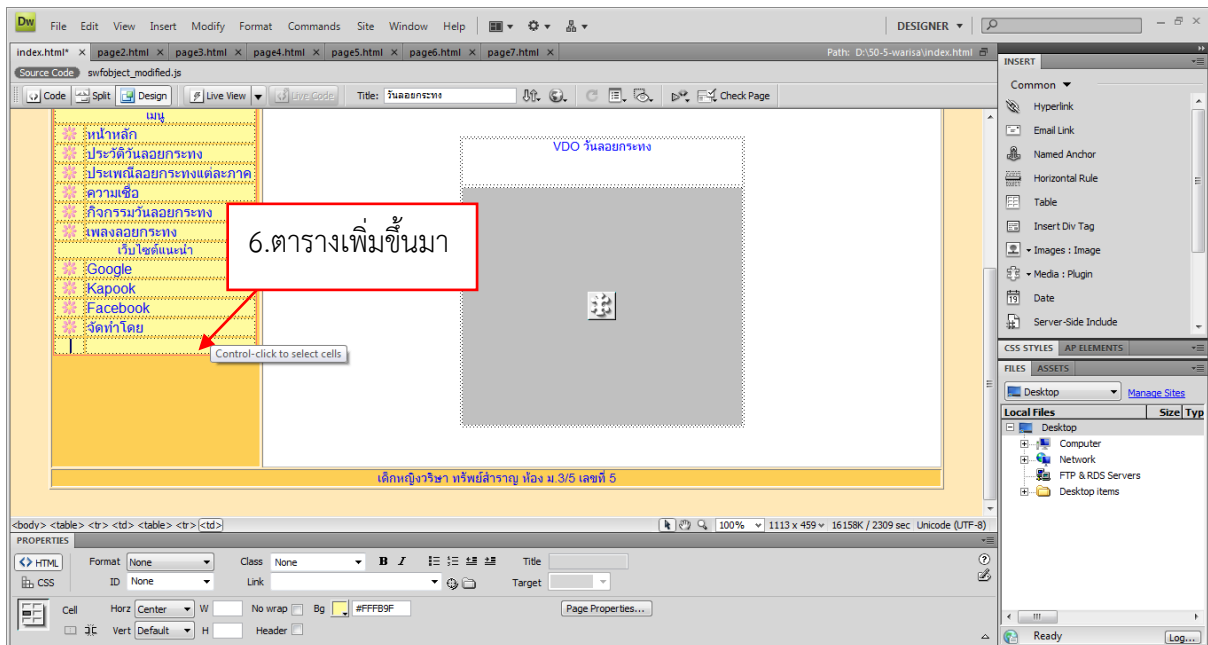 Dw File Edit View Insert Modify Format Commands Site Window Help DESIGNER
index.html* × page2.html × page3.html × page4.html × page5.html × page6.html × page7.html × Path: D:\50-5-warisa\index.html
Source Code swfobject_modified.js
Code Split Design Live View Live Code Title: วันลอยกระทง Check Page
เมนู
หน้าหลัก
ประวัติวันลอยกระทง
ประเพณีลอยกระทงแต่ละภาค
ความเชื่อ
กิจกรรมวันลอยกระทง
เพลงลอยกระทง
เว็บไซต์แนะนำ
Google
Kapook
Facebook
จัดทำโดย
VDO วันลอยกระทง
6.ตารางเพิ่มขึ้นมา
Control-click to select cells
เด็กหญิงวริษา ทรัพย์สำราญ ห้อง ม.3/5 เลขที่ 5
<body> <table> <tr> <td> <table> <tr> <td> 100% 1113 x 459 16158K / 2309 sec Unicode (UTF-8)
PROPERTIES
HTML Format None Class None B I Title
CSS ID None Link Target
Cell Horz Center W No wrap Bg #FFFB9F Page Properties...
Vert Default H Header
INSERT
Common
Hyperlink
Email Link
Named Anchor
Horizontal Rule
Table
Insert Div Tag
Images : Image
Media : Plugin
19 Date
Server-Side Include
CSS STYLES AP ELEMENTS
FILES ASSETS
Desktop Manage Sites
Local Files Size Typ
Desktop
Computer
Network
FTP & RDS Servers
Desktop items
Ready Log...